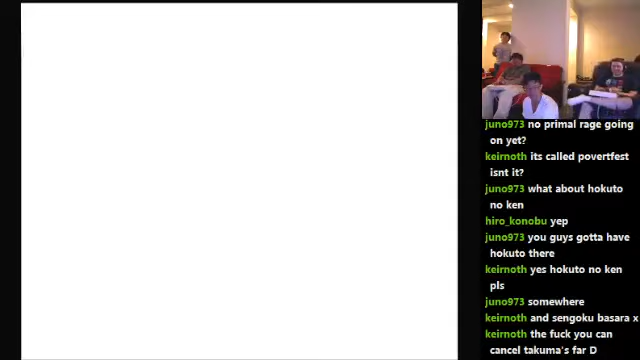 juno973 no primal rage going
on yet?
keirnoth its called povertfest
isnt it?
juno973 what about hokuto
no ken
hiro_konobu yep
juno973 you guys gotta have
hokuto there
keirnoth yes hokuto no ken
pls
juno973 somewhere
keirnoth and sengoku basara x
keirnoth the fuck you can
cancel takuma's far D